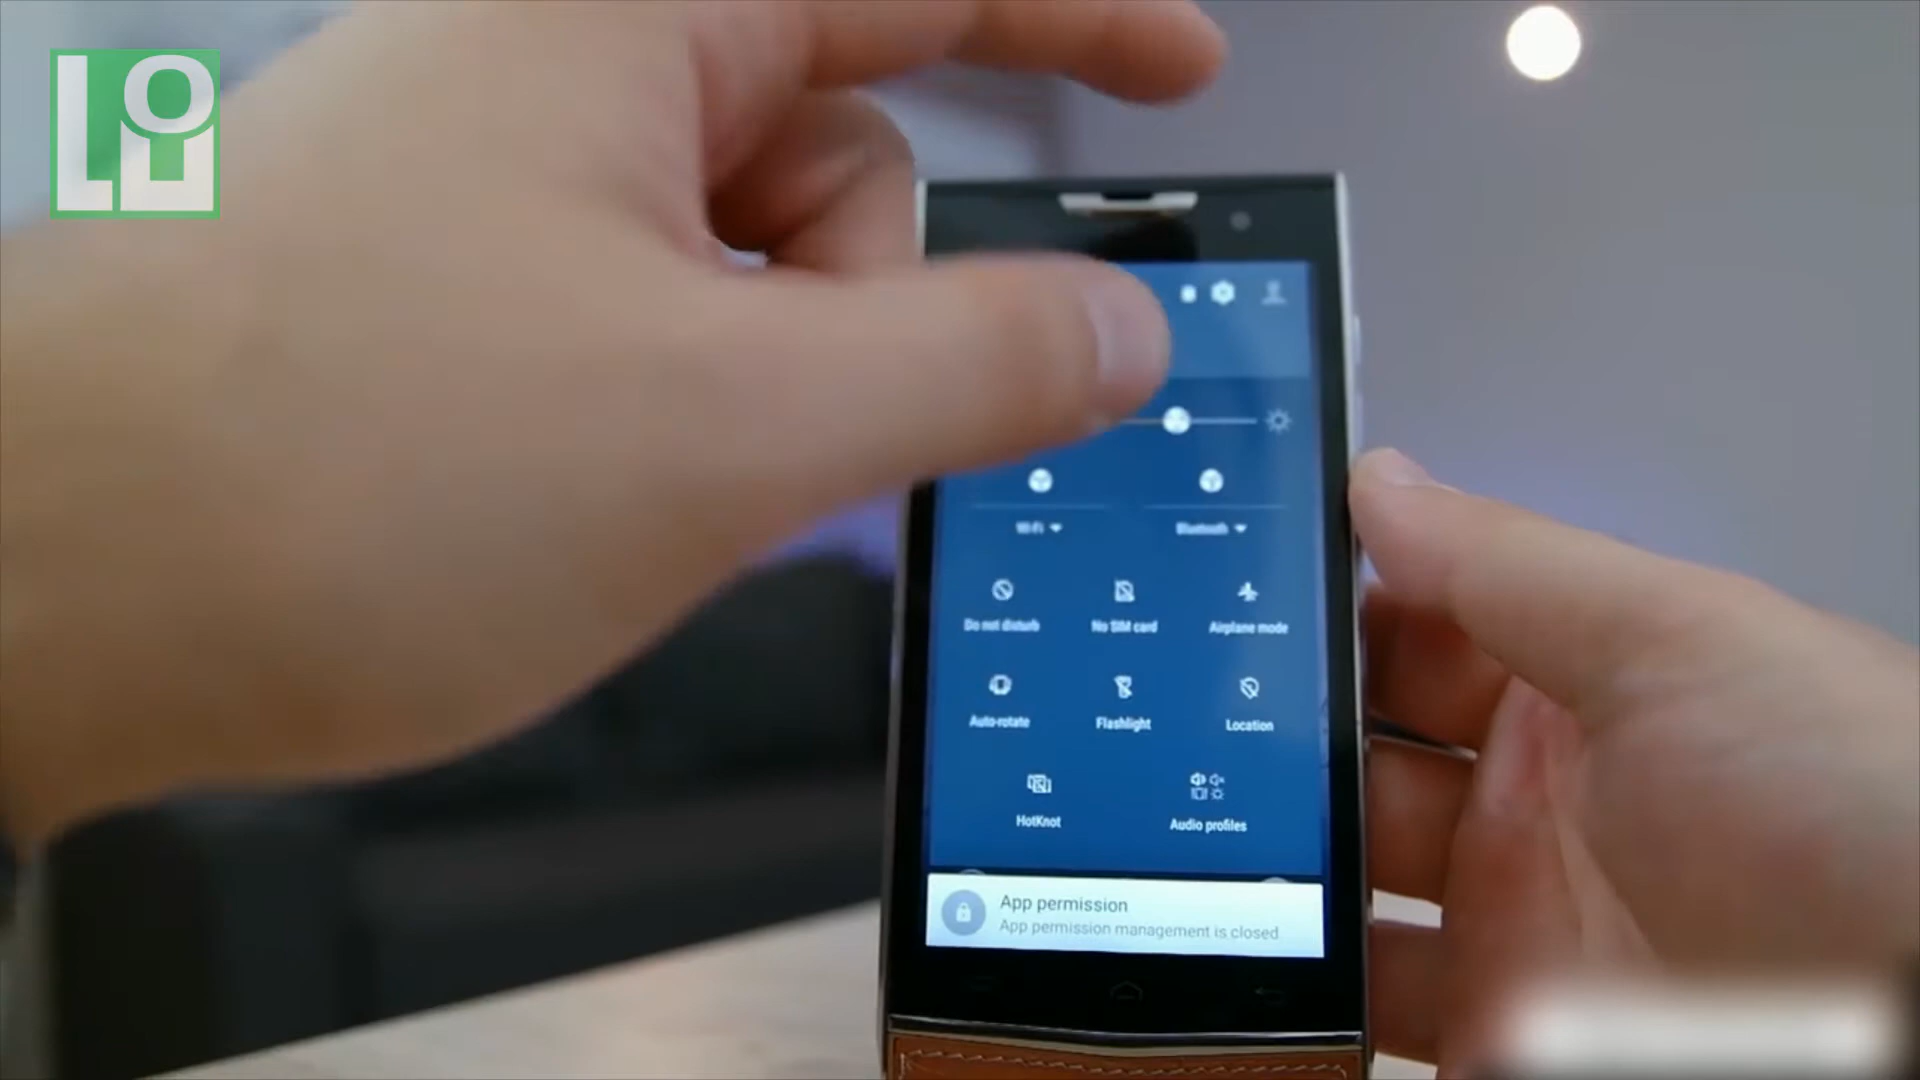 Wi-Fi
Bluetooth
Do not disturb
No SIM card
Airplane mode
Auto-rotate
Flashlight
Location
HotKnot
Audio profiles
App permission
App permission management is closed